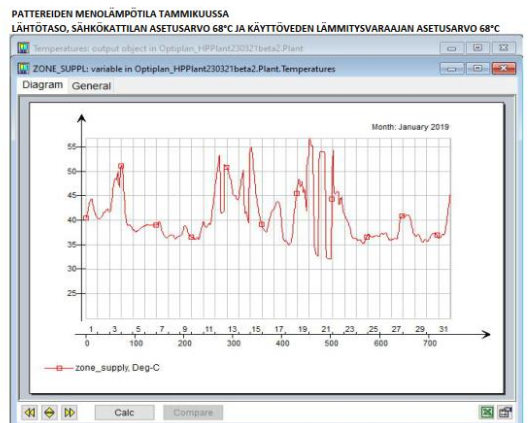 PATTEREIDEN MENOLÄMPÖTILA TAMMIKUUSSA
LÄHTÖTASO, SÄHKÖKATTILAN ASETUSARVO 68°C JA KÄYTTÖVEDEN LÄMMITYSVARAAJAN ASETUSARVO 68°C
Temperatures: output object in Optiplan_HPPlant230321beta2.Plant
ZONE_SUPPL: variable in Optiplan_HPPlant230321beta2.Plant.Temperatures
Diagram General
Month: January 2019
55
50
45
40
35
30
25
1 3 5 7 9 11 13 15 17 19 21 23 25 27 29 31
0 100 200 300 400 500 600 700
zone_supply, Deg-C
Calc Compare